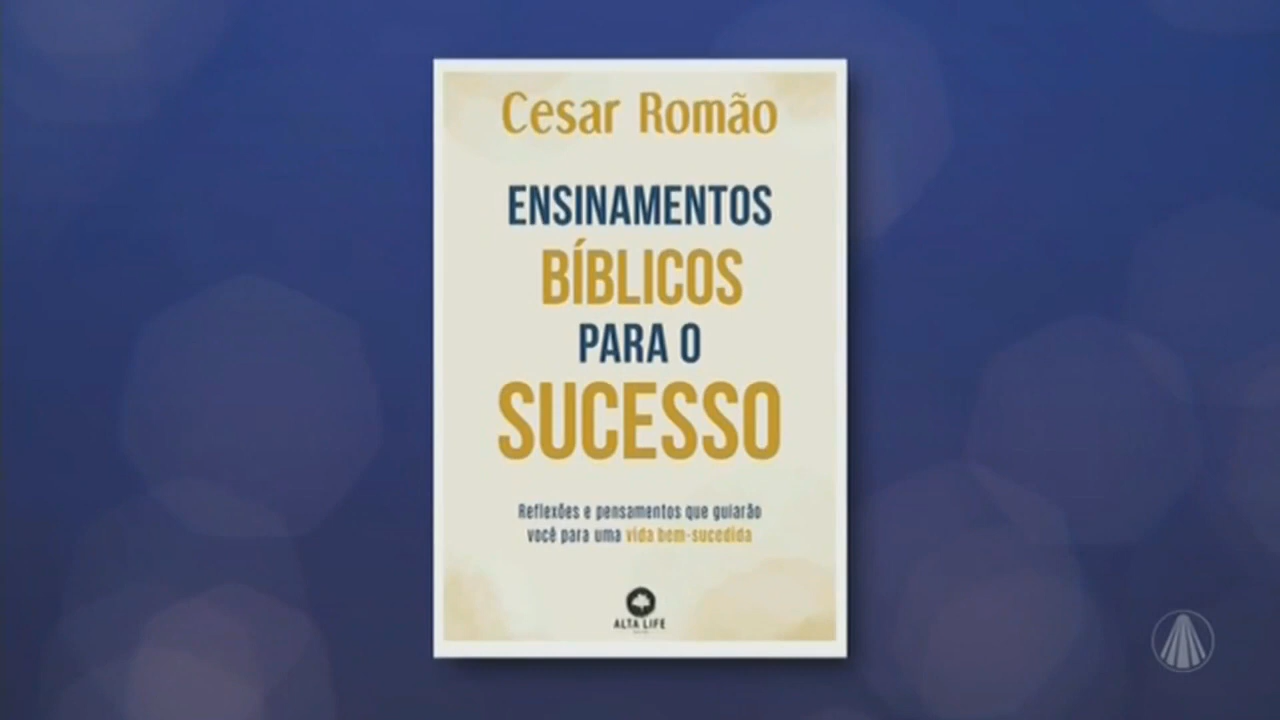 Cesar Romão
ENSINAMENTOS
BÍBLICOS
PARA O
SUCESSO
Reflexões e pensamentos que guiarão
você para uma vida bem-sucedida
ALTA LIFE